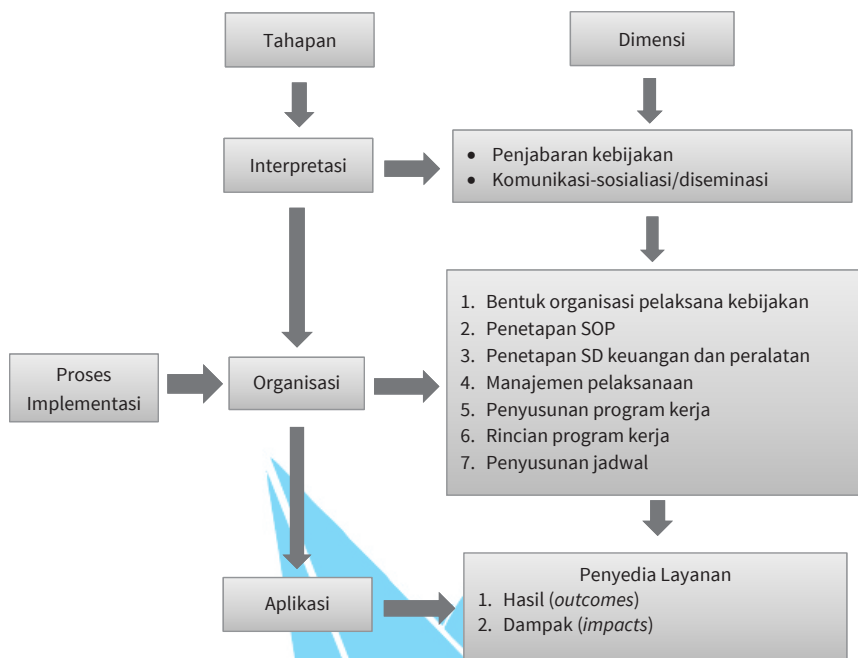 Tahapan
Dimensi
Interpretasi
• Penjabaran kebijakan
• Komunikasi-sosialiasi/diseminasi
Proses
Implementasi
Organisasi
1. Bentuk organisasi pelaksana kebijakan
2. Penetapan SOP
3. Penetapan SD keuangan dan peralatan
4. Manajemen pelaksanaan
5. Penyusunan program kerja
6. Rincian program kerja
7. Penyusunan jadwal
Aplikasi
Penyedia Layanan
1. Hasil (outcomes)
2. Dampak (impacts)